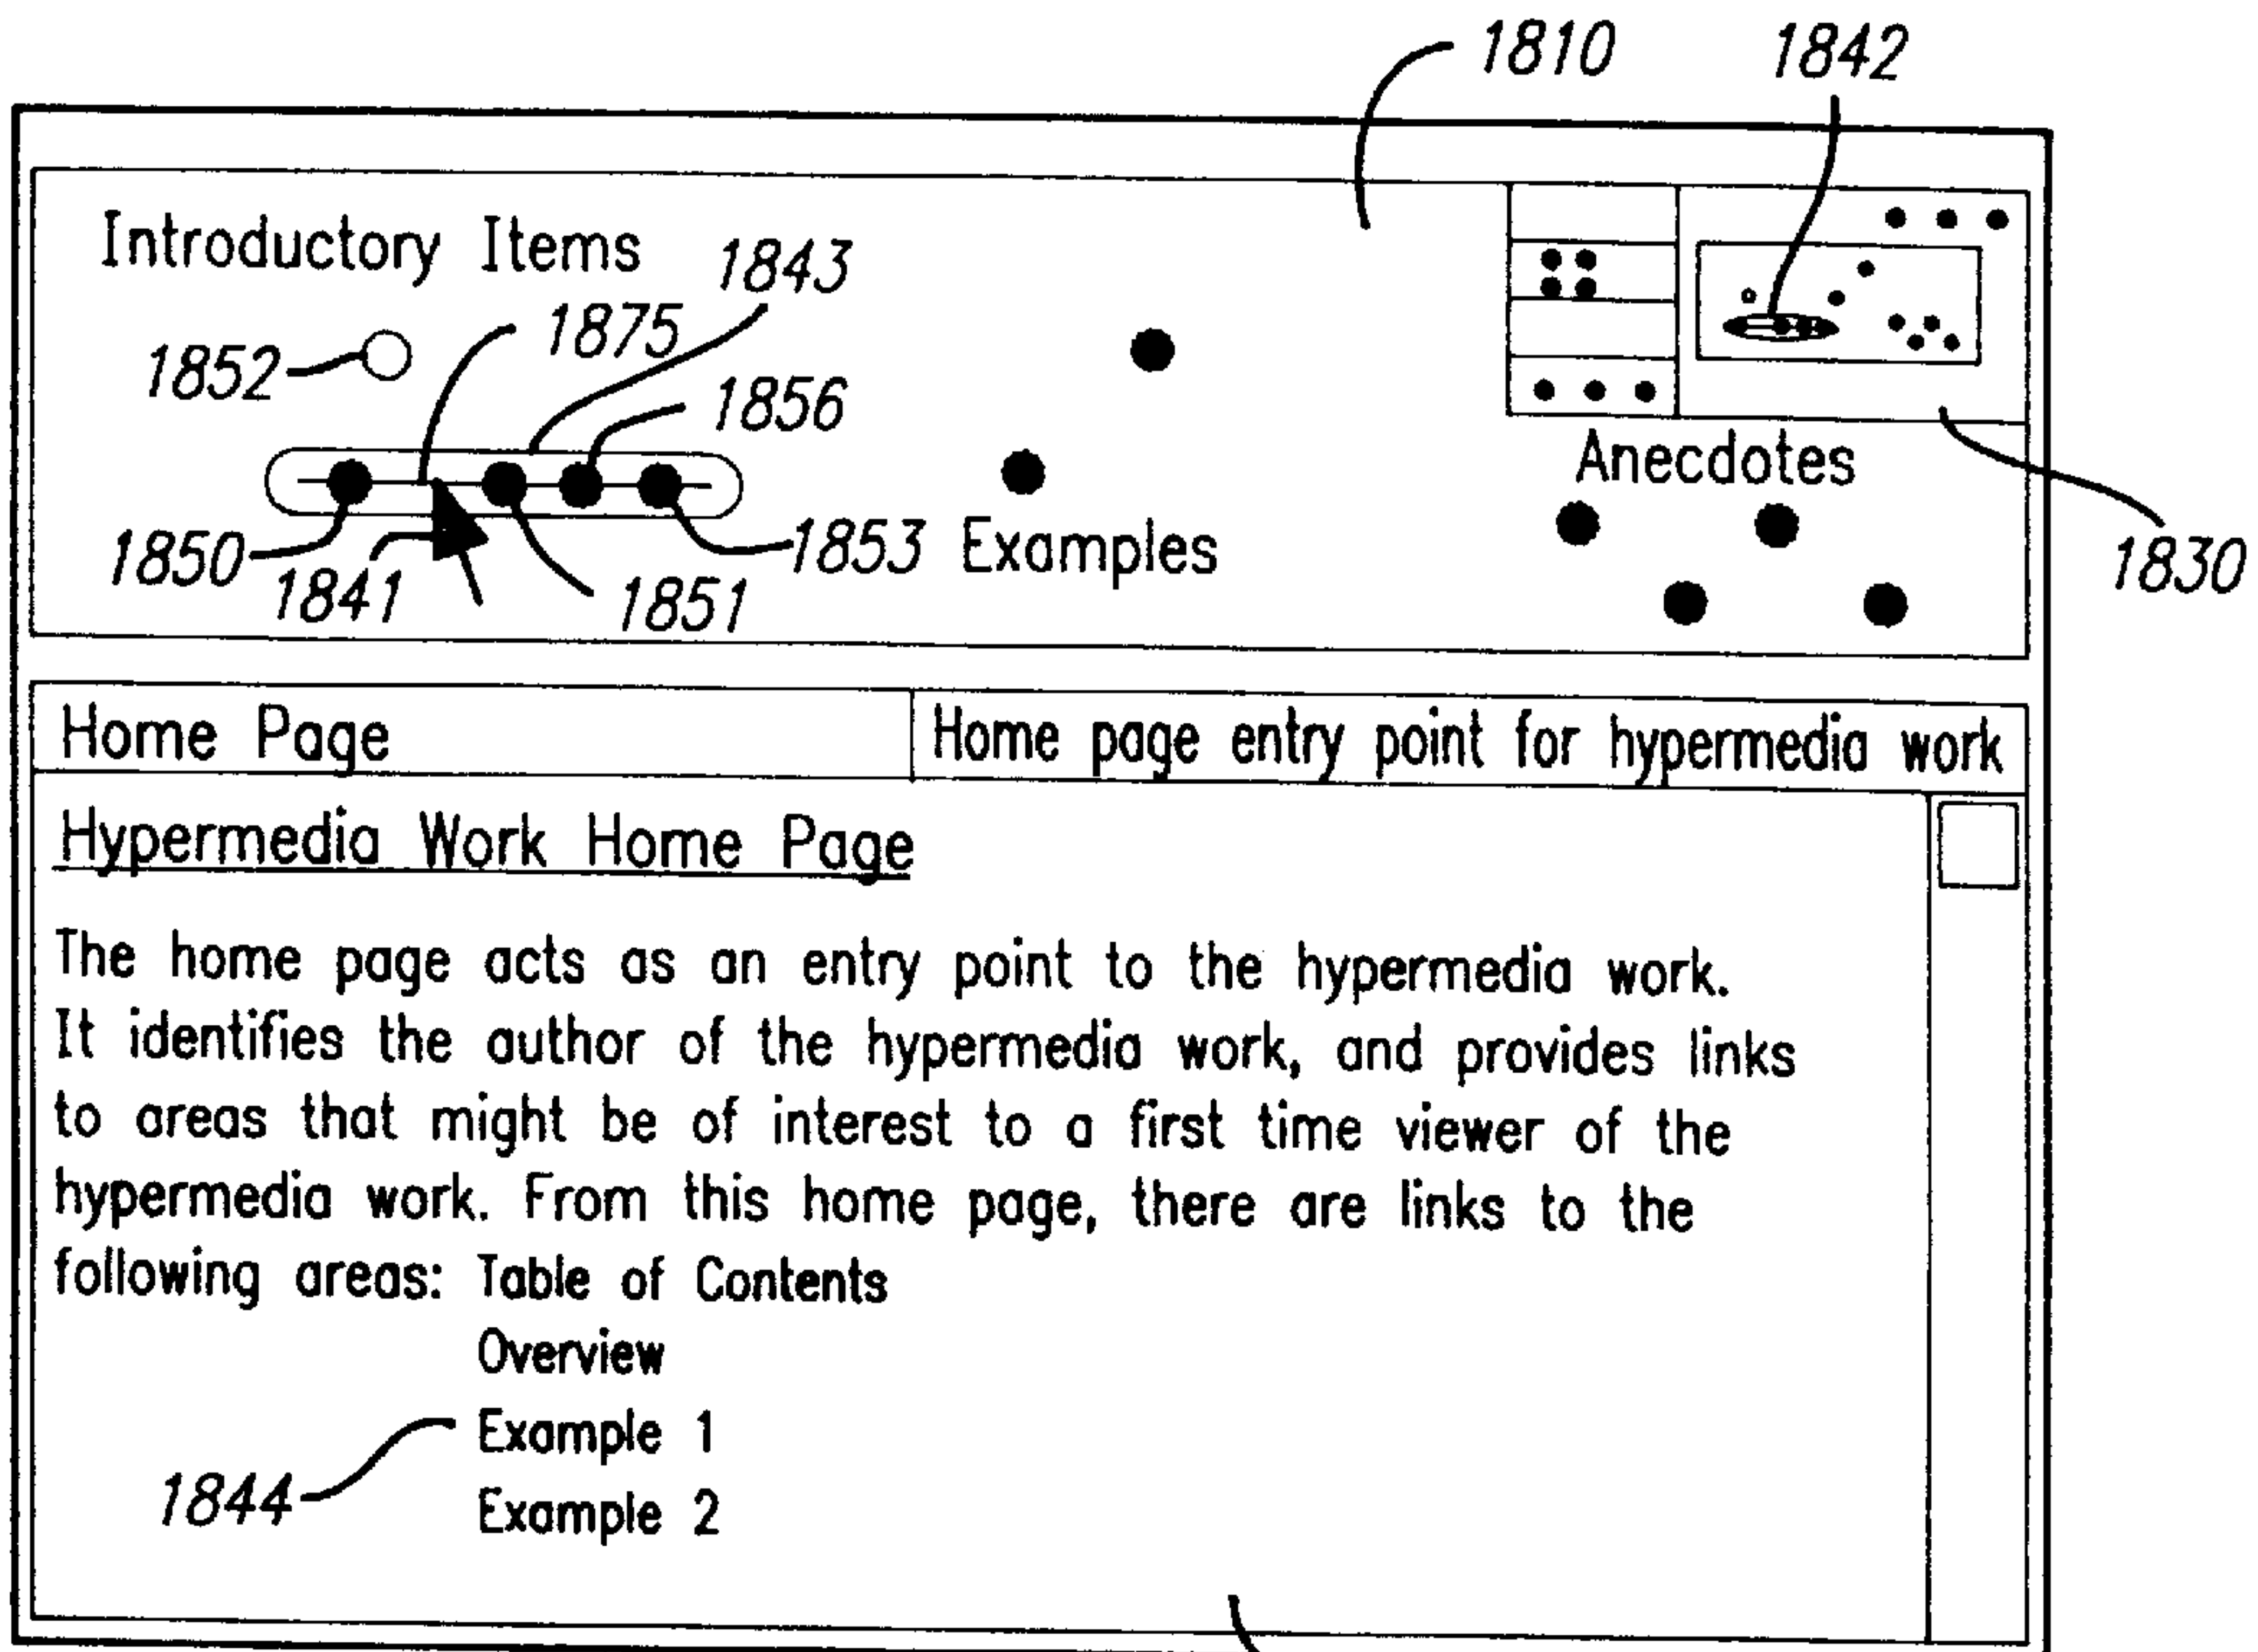 1810 1842
Introductory Items
1843
1875
1852
1856
Anecdotes
1850
1841
1851
1853
Examples
1830
Home Page
Home page entry point for hypermedia work
Hypermedia Work Home Page
The home page acts as an entry point to the hypermedia work.
It identifies the author of the hypermedia work, and provides links
to areas that might be of interest to a first time viewer of the
hypermedia work. From this home page, there are links to the
following areas: Table of Contents
Overview
Example 1
1844
Example 2